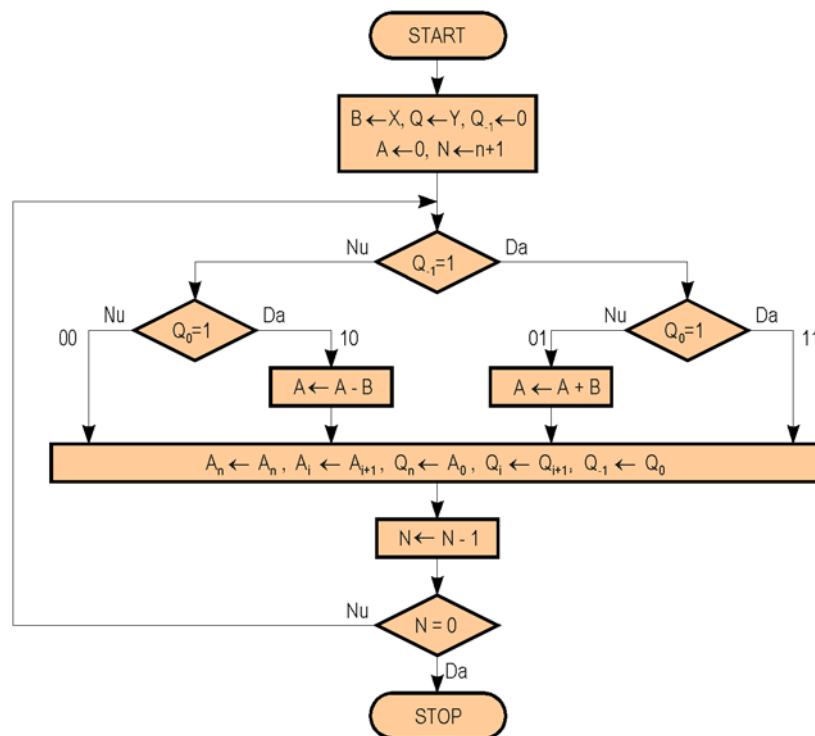 START
B ← X, Q ← Y, Q₋₁ ← 0
A ← 0, N ← n+1
Nu
Q₋₁=1
Da
Nu
Q₀=1
Da
Nu
Q₀=1
Da
00
10
01
11
A ← A - B
A ← A + B
Aₙ ← Aₙ , Aᵢ ← Aᵢ₊₁, Qₙ ← A₀, Qᵢ ← Qᵢ₊₁, Q₋₁ ← Q₀
N ← N - 1
Nu
N = 0
Da
STOP